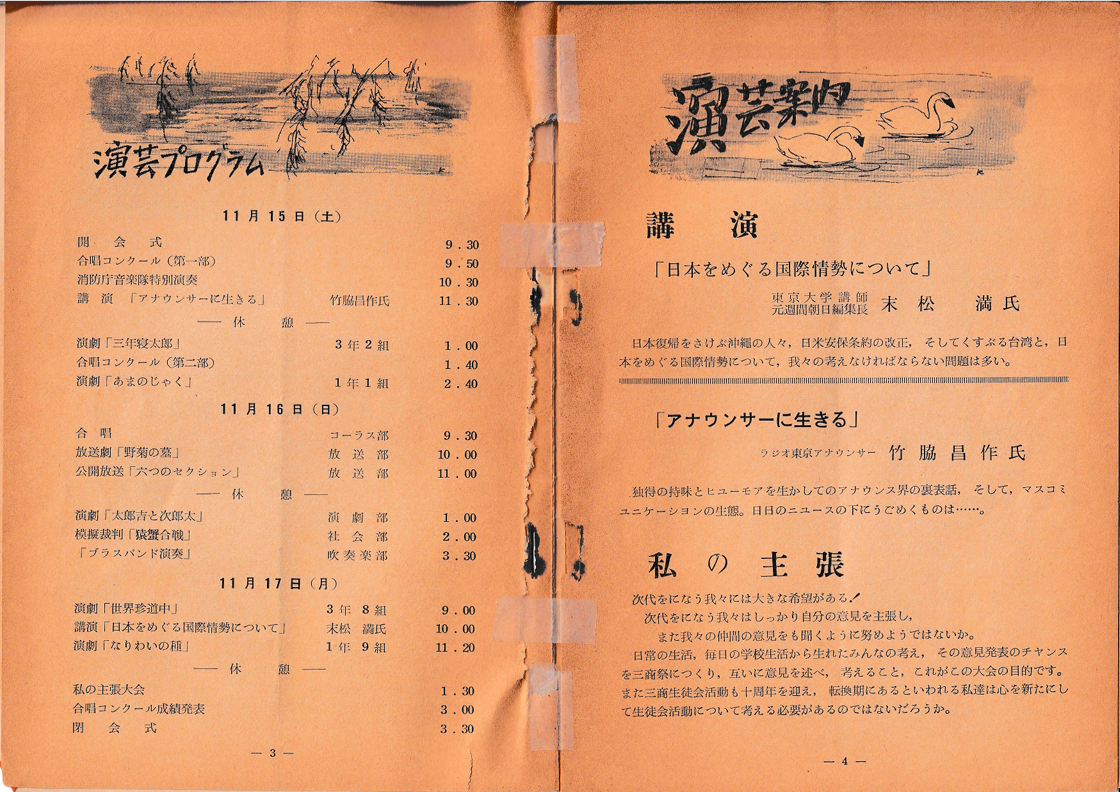 演芸プログラム
11月15日（土）
開会式 9.30
合唱コンクール（第一部） 9.50
消防庁音楽隊特別演奏 10.30
講演 「アナウンサーに生きる」 竹脇昌作氏 11.30
―― 休憩 ――
演劇「三年寝太郎」 3年2組 1.00
合唱コンクール（第二部） 1.40
演劇「あまのじゃく」 1年1組 2.40
11月16日（日）
合唱 コーラス部 9.30
放送劇「野菊の墓」 放送部 10.00
公開放送「六つのセクション」 放送部 11.00
―― 休憩 ――
演劇「太郎吉と次郎太」 演劇部 1.00
模擬裁判「猿蟹合戦」 社会部 2.00
「ブラスバンド演奏」 吹奏楽部 3.30
11月17日（月）
演劇「世界珍道中」 3年8組 9.00
講演「日本をめぐる国際情勢について」 末松満氏 10.00
演劇「なりわいの種」 1年9組 11.20
―― 休憩 ――
私の主張大会 1.30
合唱コンクール成績発表 3.00
閉会式 3.30
― 3 ―
演芸案内
講演
「日本をめぐる国際情勢について」
東京大学講師
元週間朝日編集長 末松 満氏
日本復帰をさけぶ沖縄の人々，日米安保条約の改正，そしてくすぶる台湾と，日
本をめぐる国際情勢について，我々の考えなければならない問題は多い。
「アナウンサーに生きる」
ラジオ東京アナウンサー 竹脇昌作氏
独得の持味とヒユーモアを生かしてのアナウンス界の裏表話，そして，マスコミ
ユニケーションの生態。日日のニユースの下にうごめくものは……。
私の主張
次代をになう我々には大きな希望がある！
次代をになう我々はしっかり自分の意見を主張し，
また我々の仲間の意見をも聞くように努めようではないか。
日常の生活，毎日の学校生活から生れたみんなの考え，その意見発表のチャンス
を三商祭につくり，互いに意見を述べ，考えること，これがこの大会の目的です。
また三商生徒会活動も十周年を迎え，転換期にあるといわれる私達は心を新たにし
て生徒会活動について考える必要があるのではないだろうか。
― 4 ―